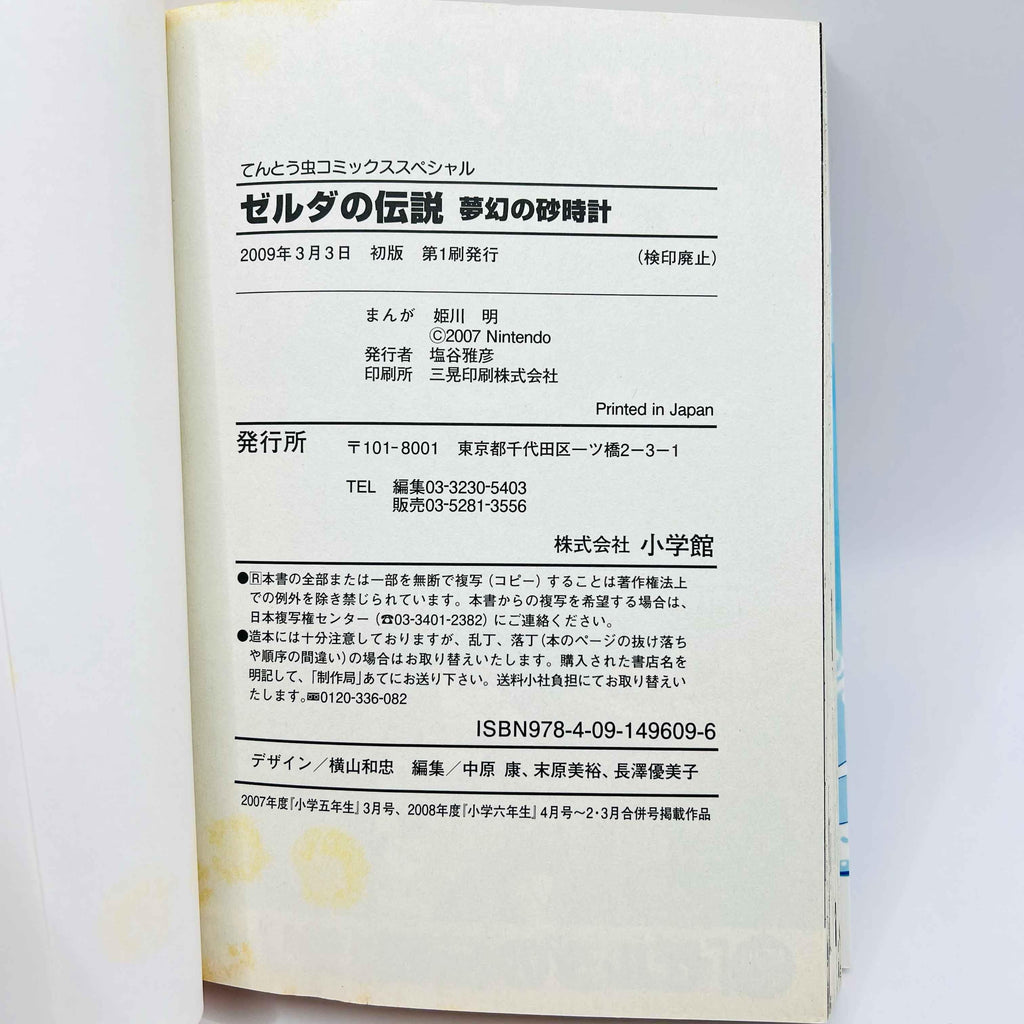 てんとう虫コミックススペシャル
ゼルダの伝説 夢幻の砂時計
2009年3月3日　初版　第1刷発行　(検印廃止)
まんが　姫川　明
©2007 Nintendo
発行者　塩谷雅彦
印刷所　三晃印刷株式会社
Printed in Japan
発行所　〒101-8001　東京都千代田区一ツ橋2－3－1
TEL　編集03-3230-5403
販売03-5281-3556
株式会社 小学館
●Ⓡ本書の全部または一部を無断で複写(コピー)することは著作権法上
での例外を除き禁じられています。本書からの複写を希望する場合は、
日本複写権センター(☎03-3401-2382)にご連絡ください。
●造本には十分注意しておりますが、乱丁、落丁(本のページの抜け落ち
や順序の間違い)の場合はお取り替えいたします。購入された書店名を
明記して、「制作局」あてにお送り下さい。送料小社負担にてお取り替えい
たします。0120-336-082
ISBN978-4-09-149609-6
デザイン／横山和忠　編集／中原 康、末原美裕、長澤優美子
2007年度『小学五年生』3月号、2008年度『小学六年生』4月号～2・3月合併号掲載作品